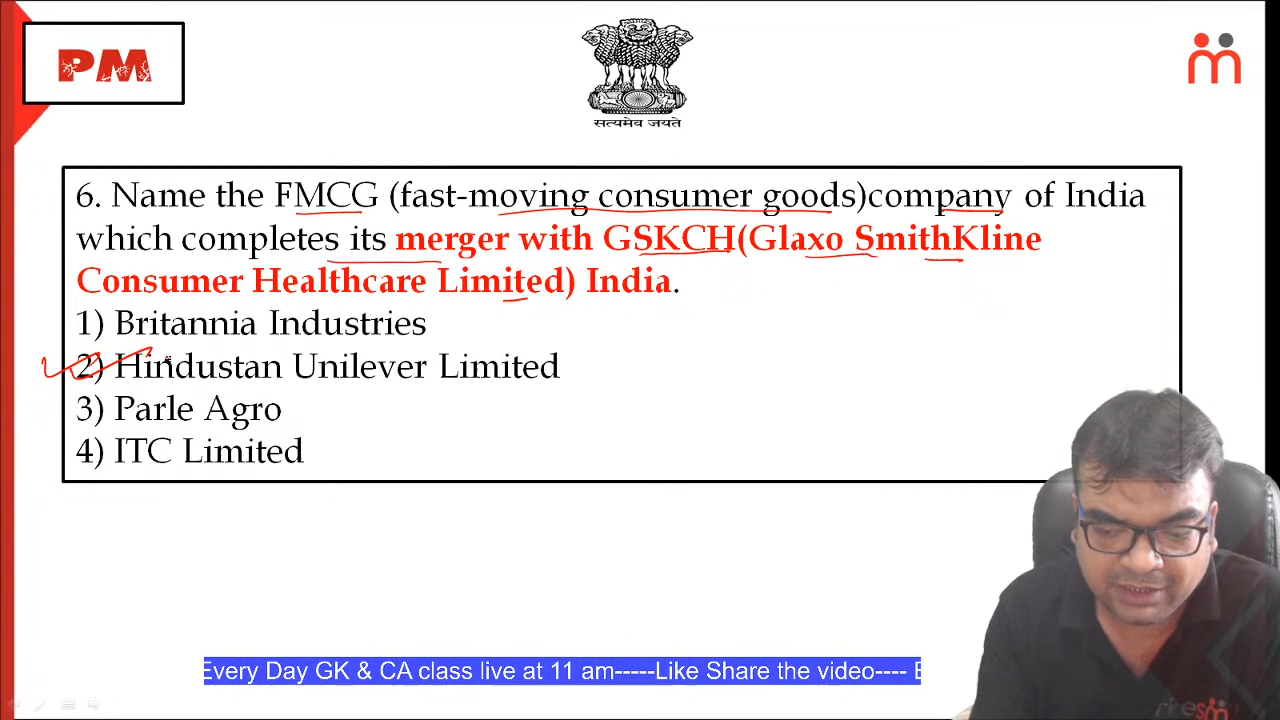 PM
सत्यमेव जयते
6. Name the FMCG (fast-moving consumer goods)company of India
which completes its merger with GSKCH(Glaxo SmithKline
Consumer Healthcare Limited) India.
1) Britannia Industries
2) Hindustan Unilever Limited
3) Parle Agro
4) ITC Limited
Every Day GK & CA class live at 11 am-----Like Share the video----